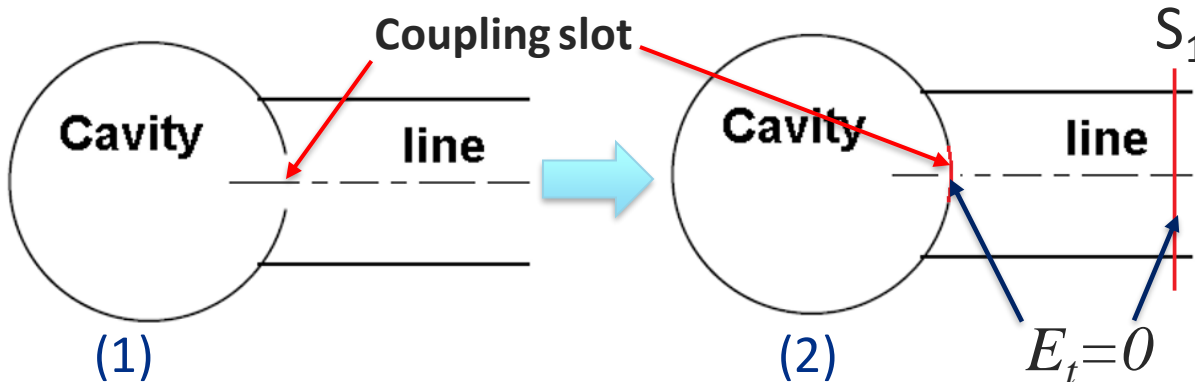 Coupling slot
S₁
Cavity
line
Cavity
line
(1)
(2)
Eₜ=0